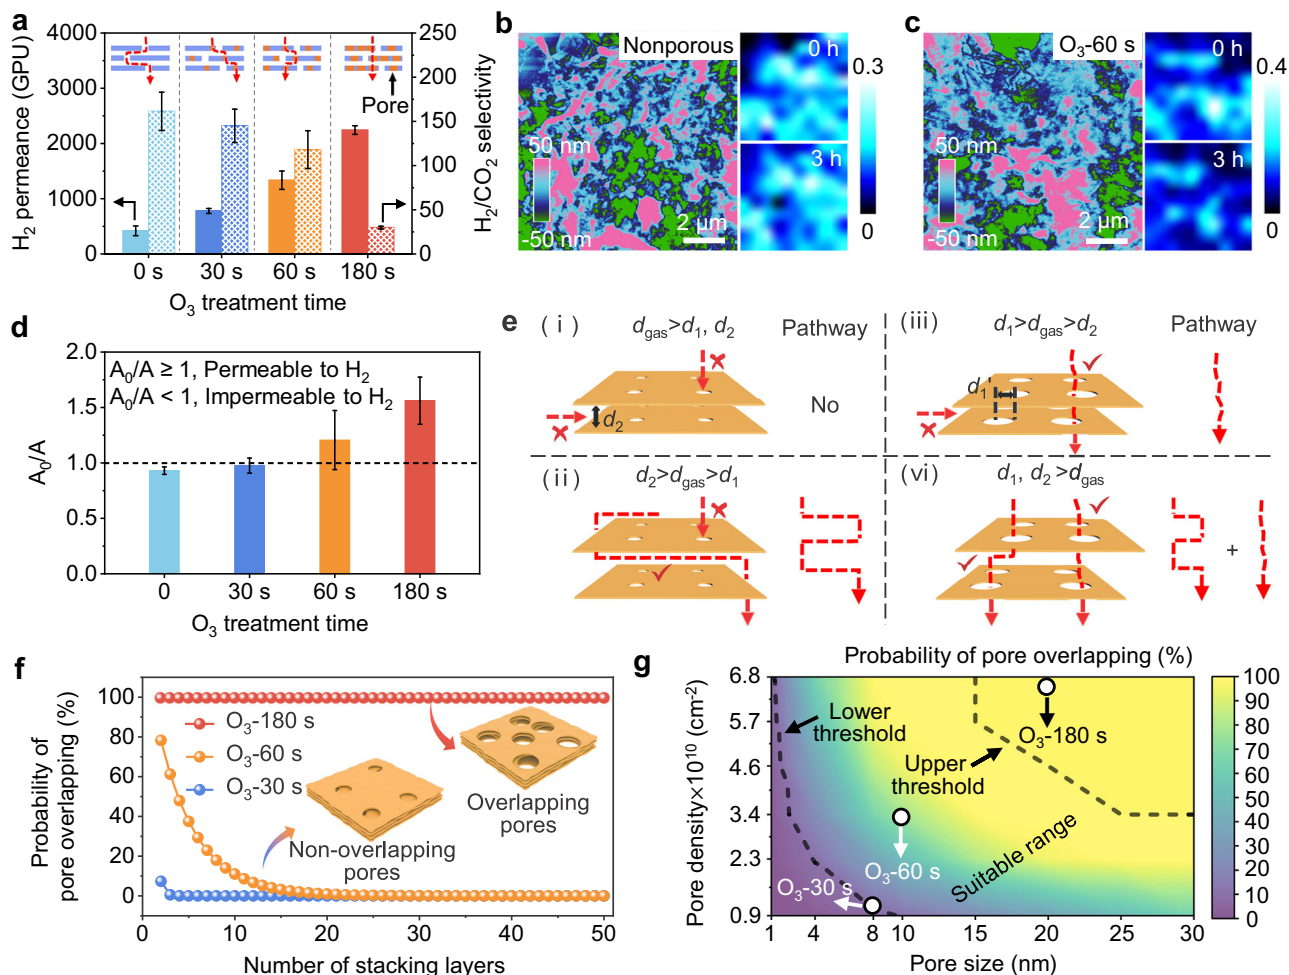 a
H2 permeance (GPU)
4000
3000
2000
1000
0
250
200
150
100
50
0
H2/CO2 selectivity
Pore
0 s
30 s
60 s
180 s
O3 treatment time
b
Nonporous
50 nm
-50 nm
2 μm
0 h
3 h
0.3
0
c
O3-60 s
50 nm
-50 nm
2 μm
0 h
3 h
0.4
0
d
A0/A ≥ 1, Permeable to H2
A0/A < 1, Impermeable to H2
A0/A
2.0
1.5
1.0
0.5
0.0
0
30 s
60 s
180 s
O3 treatment time
e
(i)
dgas>d1, d2
Pathway
d2
No
(iii)
d1>dgas>d2
Pathway
d1'
(ii)
d2>dgas>d1
(vi)
d1, d2>dgas
+
f
Probability of
pore overlapping (%)
100
80
60
40
20
0
O3-180 s
O3-60 s
O3-30 s
Overlapping
pores
Non-overlapping
pores
0
10
20
30
40
50
Number of stacking layers
g
Probability of pore overlapping (%)
Pore density×10^10 (cm^-2)
6.8
5.7
4.6
3.4
2.3
0.9
Lower
threshold
Upper
threshold
O3-180 s
O3-60 s
O3-30 s
Suitable range
1
4
8
10
15
20
25
30
Pore size (nm)
100
90
80
70
60
50
40
30
20
10
0